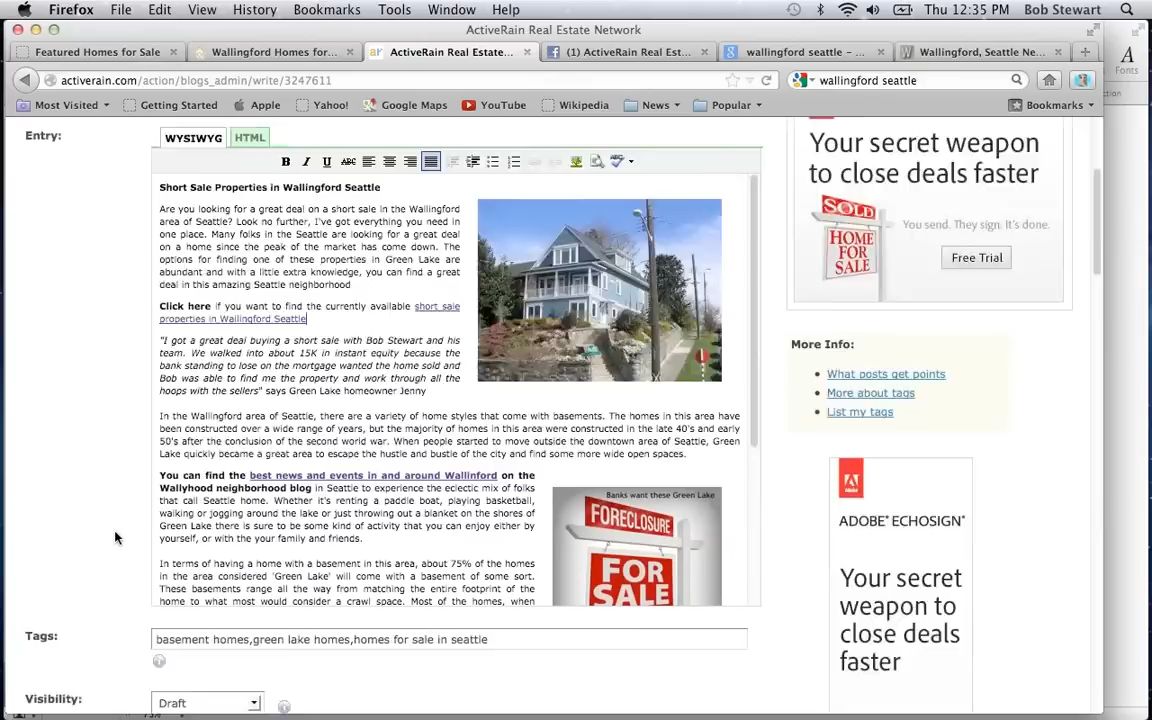 Firefox File Edit View History Bookmarks Tools Window Help Thu 12:35 PM Bob Stewart
ActiveRain Real Estate Network
Featured Homes for Sale Wallingford Homes for... ActiveRain Real Estate... (1) ActiveRain Real Est... wallingford seattle - ... Wallingford, Seattle Ne...
activerain.com/action/blogs_admin/write/3247611 wallingford seattle
Most Visited Getting Started Apple Yahoo! Google Maps YouTube Wikipedia News Popular Bookmarks
A
Fonts
Entry:
WYSIWYG HTML
B I U ABC
Short Sale Properties in Wallingford Seattle
Are you looking for a great deal on a short sale in the Wallingford
area of Seattle? Look no further, I've got everything you need in
one place. Many folks in the Seattle are looking for a great deal
on a home since the peak of the market has come down. The
options for finding one of these properties in Green Lake are
abundant and with a little extra knowledge, you can find a great
deal in this amazing Seattle neighborhood
Click here if you want to find the currently available short sale
properties in Wallingford Seattle
"I got a great deal buying a short sale with Bob Stewart and his
team. We walked into about 15K in instant equity because the
bank standing to lose on the mortgage wanted the home sold and
Bob was able to find me the property and work through all the
hoops with the sellers" says Green Lake homeowner Jenny
In the Wallingford area of Seattle, there are a variety of home styles that come with basements. The homes in this area have
been constructed over a wide range of years, but the majority of homes in this area were constructed in the late 40's and early
50's after the conclusion of the second world war. When people started to move outside the downtown area of Seattle, Green
Lake quickly became a great area to escape the hustle and bustle of the city and find some more wide open spaces.
You can find the best news and events in and around Wallinford on the
Wallyhood neighborhood blog in Seattle to experience the eclectic mix of folks
that call Seattle home. Whether it's renting a paddle boat, playing basketball,
walking or jogging around the lake or just throwing out a blanket on the shores of
Green Lake there is sure to be some kind of activity that you can enjoy either by
yourself, or with the your family and friends.
In terms of having a home with a basement in this area, about 75% of the homes
in the area considered 'Green Lake' will come with a basement of some sort.
These basements range all the way from matching the entire footprint of the
home to what most would consider a crawl space. Most of the homes, when
Banks want these Green Lake
FORECLOSURE
FOR
SALE
Tags:
basement homes,green lake homes,homes for sale in seattle
Visibility:
Draft
Your secret weapon
to close deals faster
SOLD
HOME
FOR
SALE
You send. They sign. It's done.
Free Trial
More Info:
What posts get points
More about tags
List my tags
Adobe
ADOBE® ECHOSIGN®
Your secret
weapon to
close deals
faster